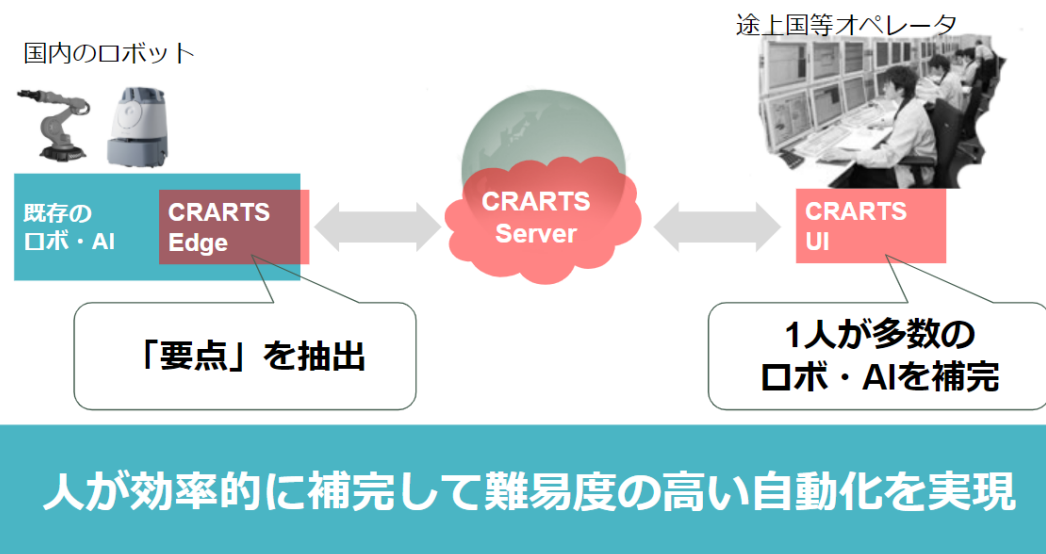 途上国等オペレータ
国内のロボット
既存の
ロボ・AI
CRARTS
Edge
CRARTS
Server
CRARTS
UI
「要点」を抽出
1人が多数の
ロボ・AIを補完
人が効率的に補完して難易度の高い自動化を実現